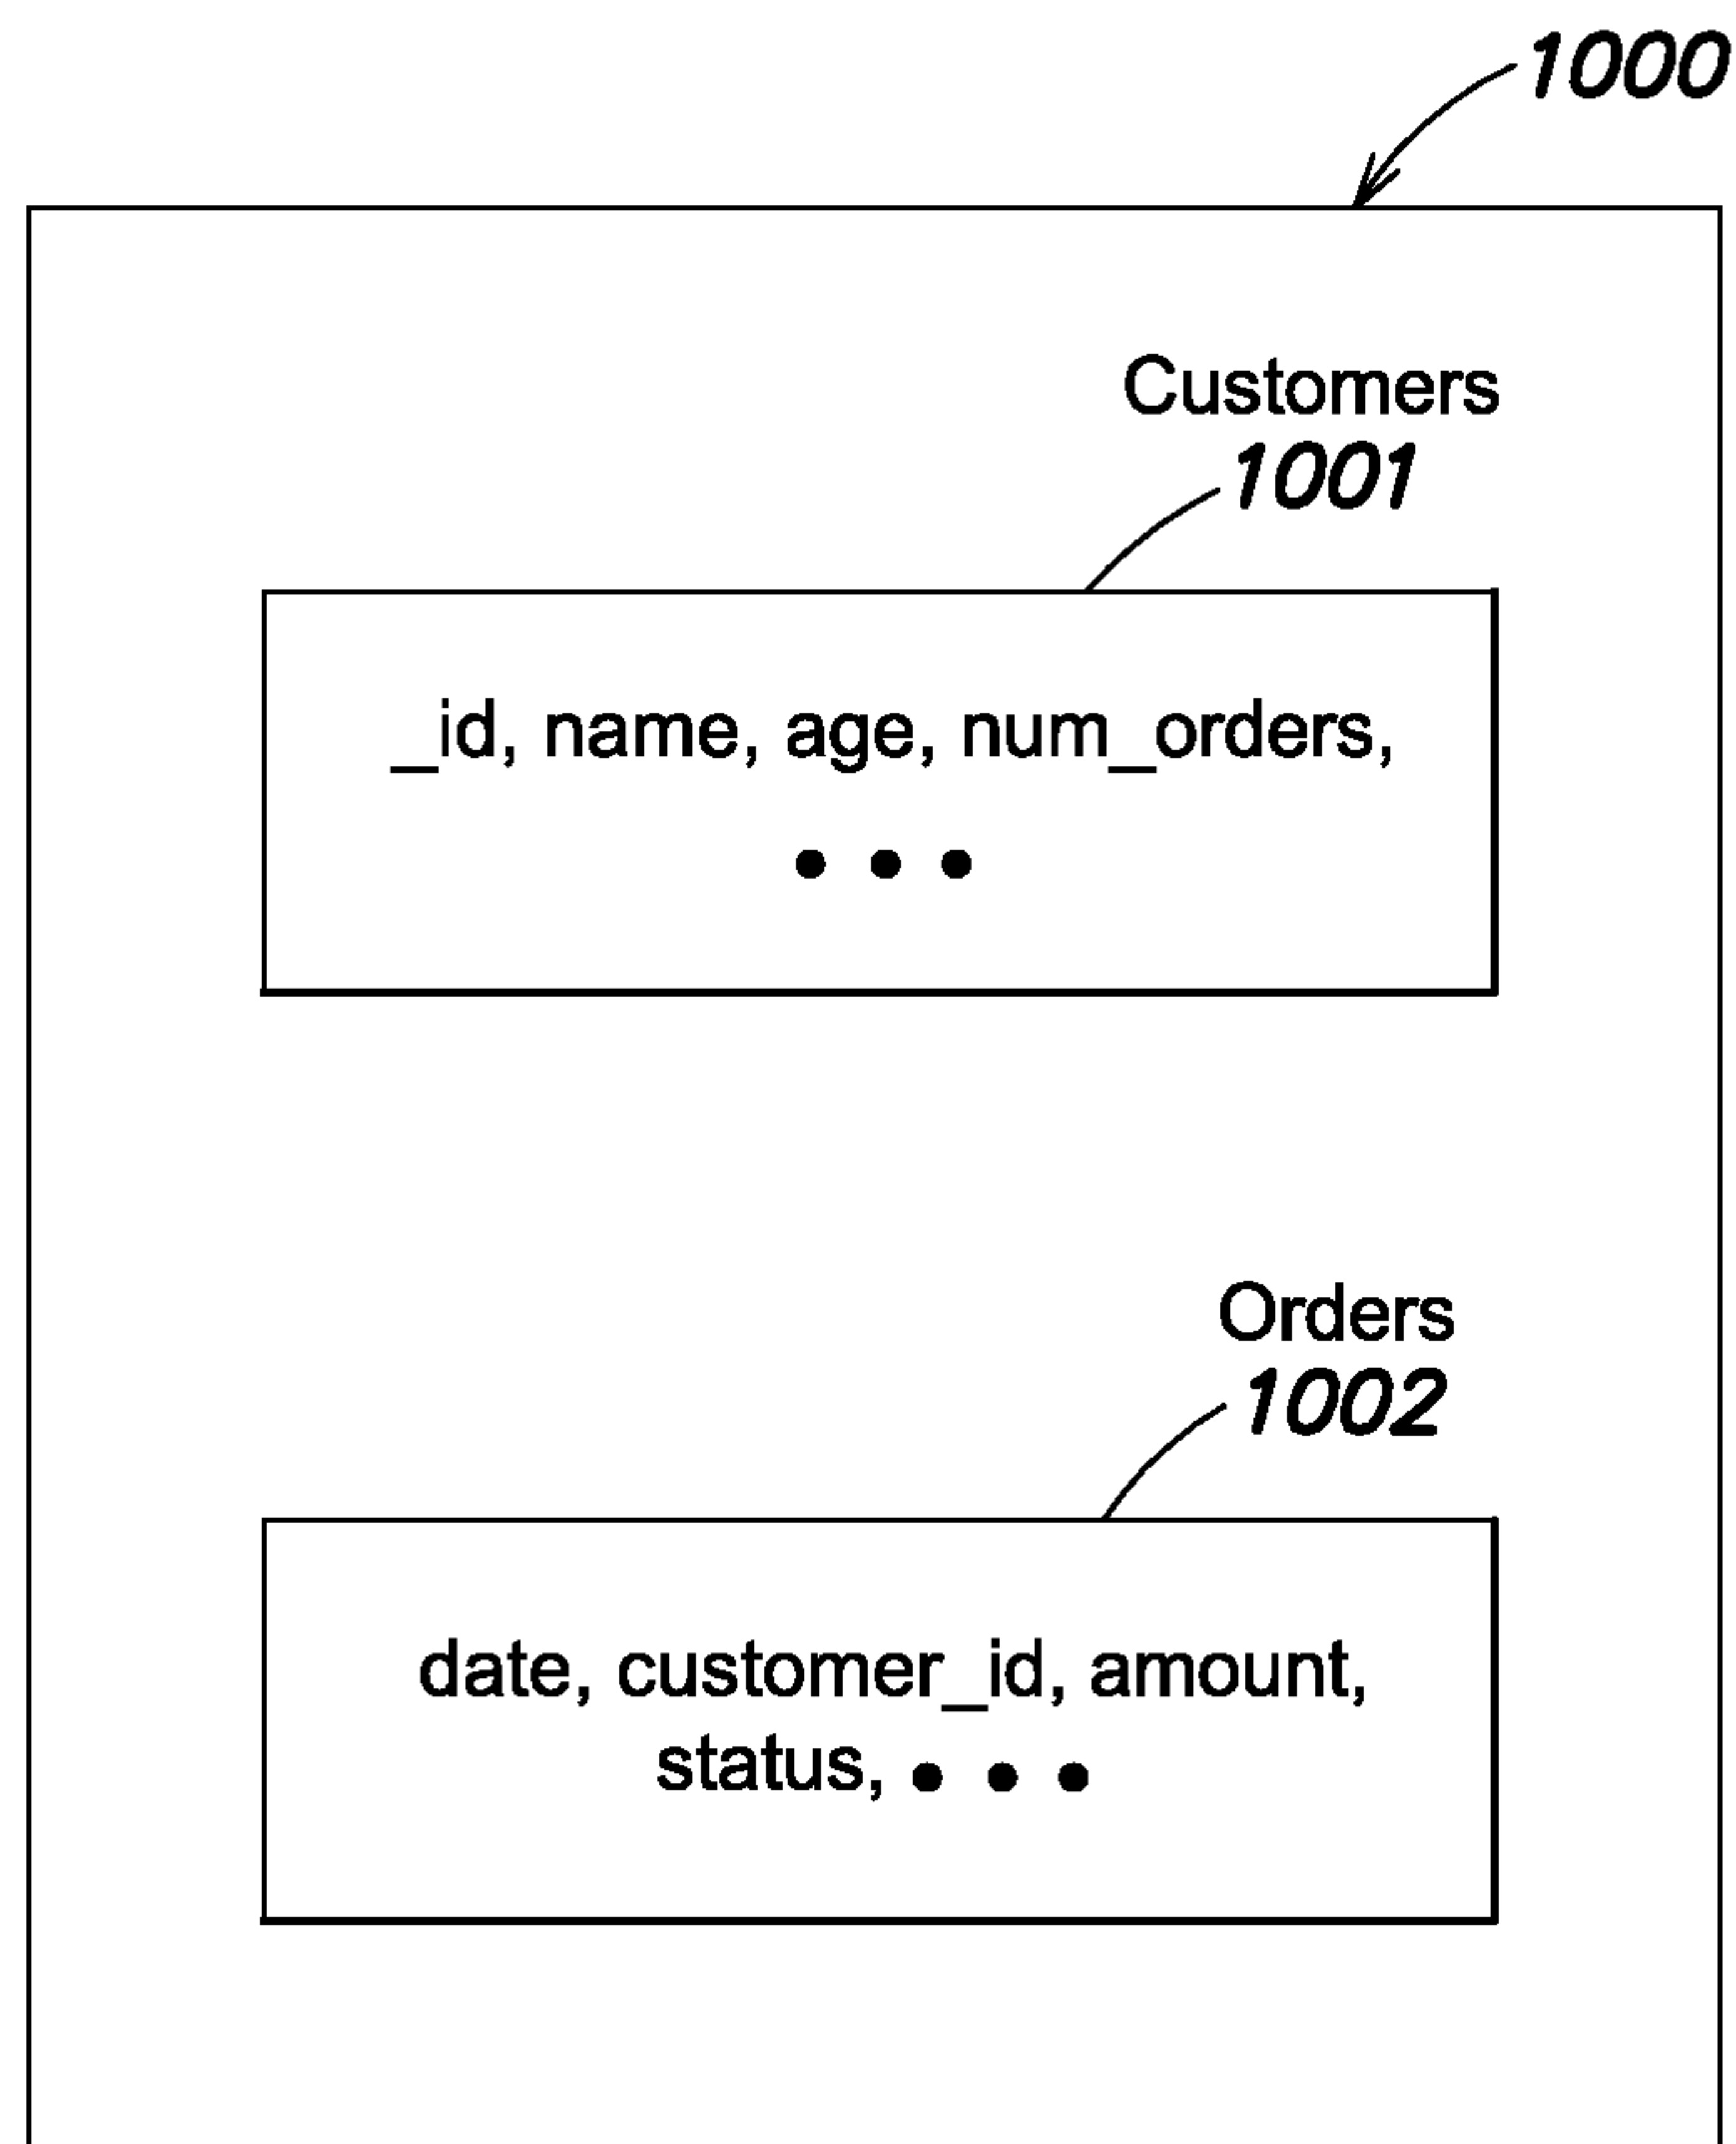 1000
Customers
1001
_id, name, age, num_orders,
• • •
Orders
1002
date, customer_id, amount,
status, • • •